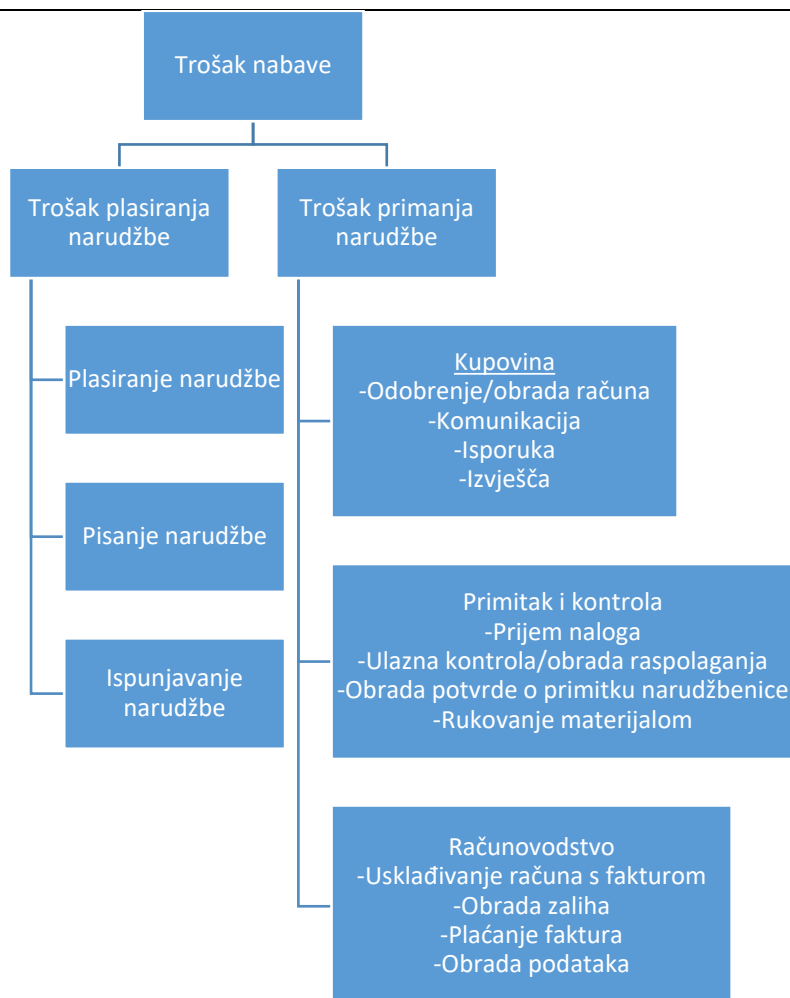 Trošak nabave
Trošak plasiranja
narudžbe
Trošak primanja
narudžbe
Plasiranje narudžbe
Pisanje narudžbe
Ispunjavanje
narudžbe
Kupovina
-Odobrenje/obrada računa
-Komunikacija
-Isporuka
-Izvješča
Primitak i kontrola
-Prijem naloga
-Ulazna kontrola/obrada raspolaganja
-Obrada potvrde o primitku narudžbenice
-Rukovanje materijalom
Računovodstvo
-Usklađivanje računa s fakturom
-Obrada zaliha
-Plaćanje faktura
-Obrada podataka